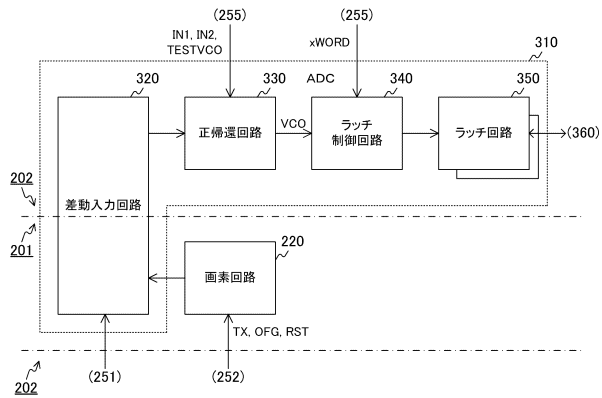 (255)
(255)
IN1, IN2,
TESTVCO
xWORD
310
320
330
ADC
340
350
正帰還回路
VCO
ラッチ
制御回路
ラッチ回路
(360)
202
差動入力回路
201
220
画素回路
TX, OFG, RST
(251)
(252)
202